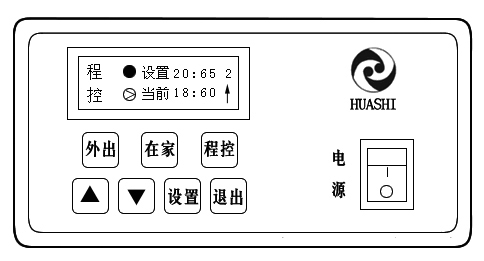 程 ● 设置 20:65 2
控 当前 18:60 ↑
HUASHI
外出 在家 程控
▲ ▼ 设置 退出
电
源